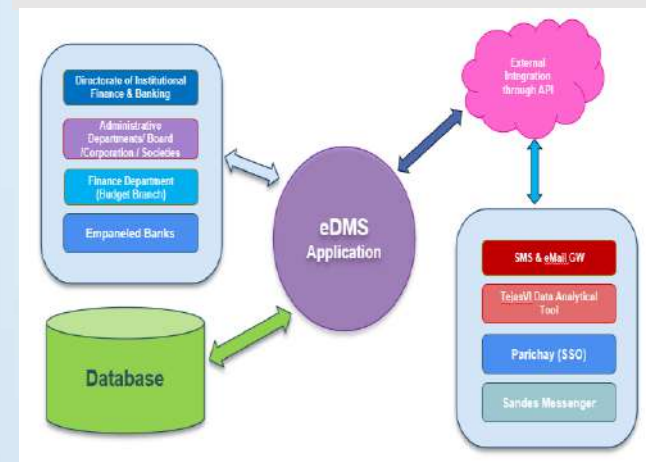 Directorate of Institutional
Finance & Banking
Administrative
Departments/ Board
/Corporation / Societies
Finance Department
(Budget Branch)
Empaneled Banks
eDMS
Application
Database
External
Integration
through API
SMS & eMail GW
TejasVI Data Analytical
Tool
Parichay (SSO)
Sandes Messenger